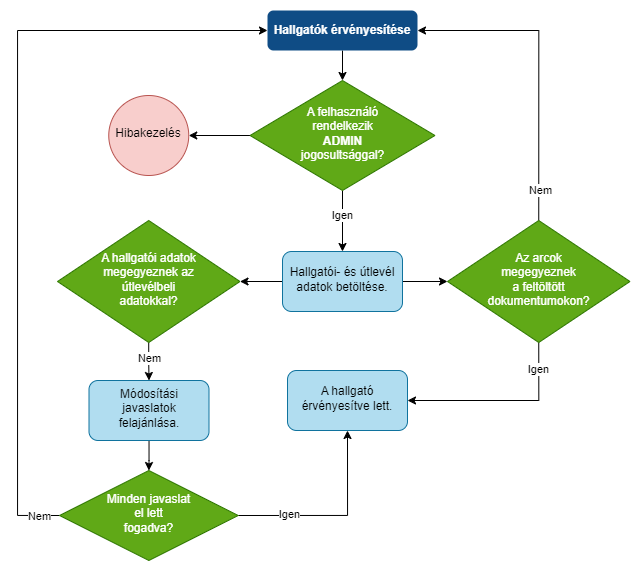 Hallgatók érvényesítése
A felhasználó
rendelkezik
ADMIN
jogosultsággal?
Hibakezelés
Igen
Nem
Hallgatói- és útlevél
adatok betöltése.
A hallgatói adatok
megegyeznek az
útlevélbeli
adatokkal?
Az arcok
megegyeznek
a feltöltött
dokumentumokon?
Nem
Igen
Módosítási
javaslatok
felajánlása.
A hallgató
érvényesítve lett.
Minden javaslat
el lett
fogadva?
Nem
Igen